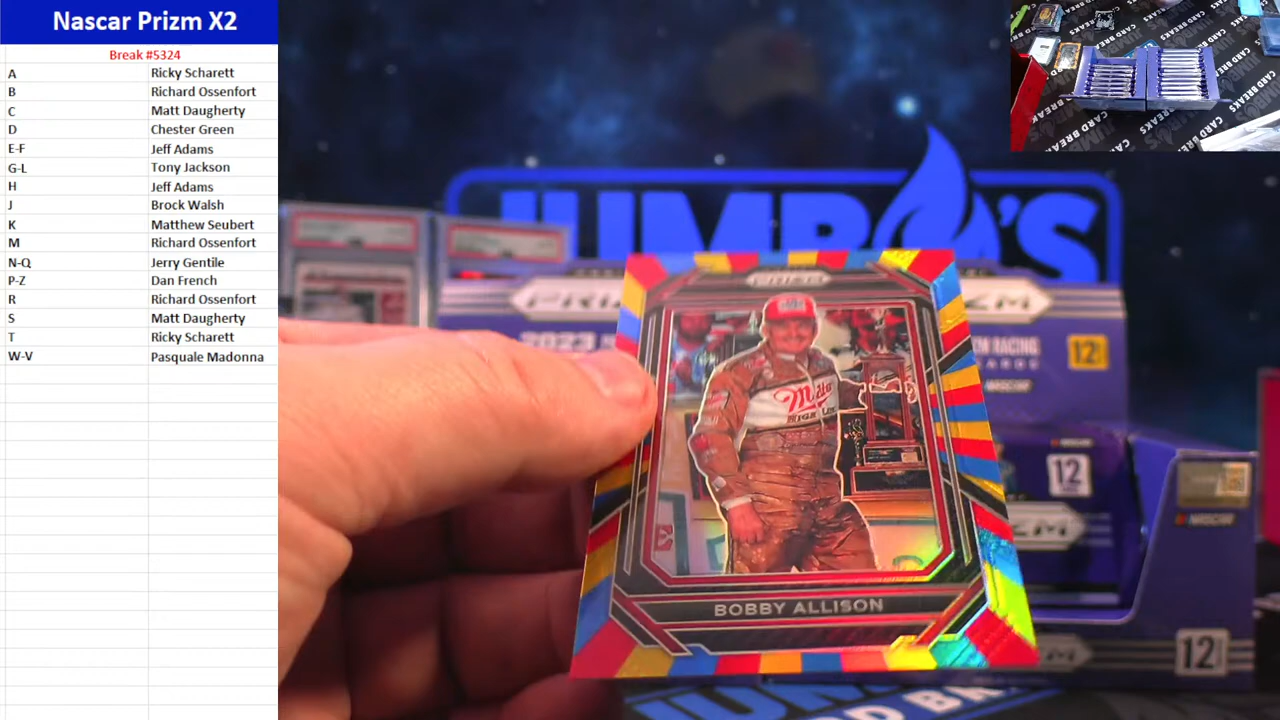 Nascar Prizm X2
Break #5324
A Ricky Scharett
B Richard Ossenfort
C Matt Daugherty
D Chester Green
E-F Jeff Adams
G-L Tony Jackson
H Jeff Adams
J Brock Walsh
K Matthew Seubert
M Richard Ossenfort
N-Q Jerry Gentile
P-Z Dan French
R Richard Ossenfort
S Matt Daugherty
T Ricky Scharett
W-V Pasquale Madonna
CARD BREAKS
JUMBO'S
PRIZM
2023
12
NASCAR
BOBBY ALLISON
12
12